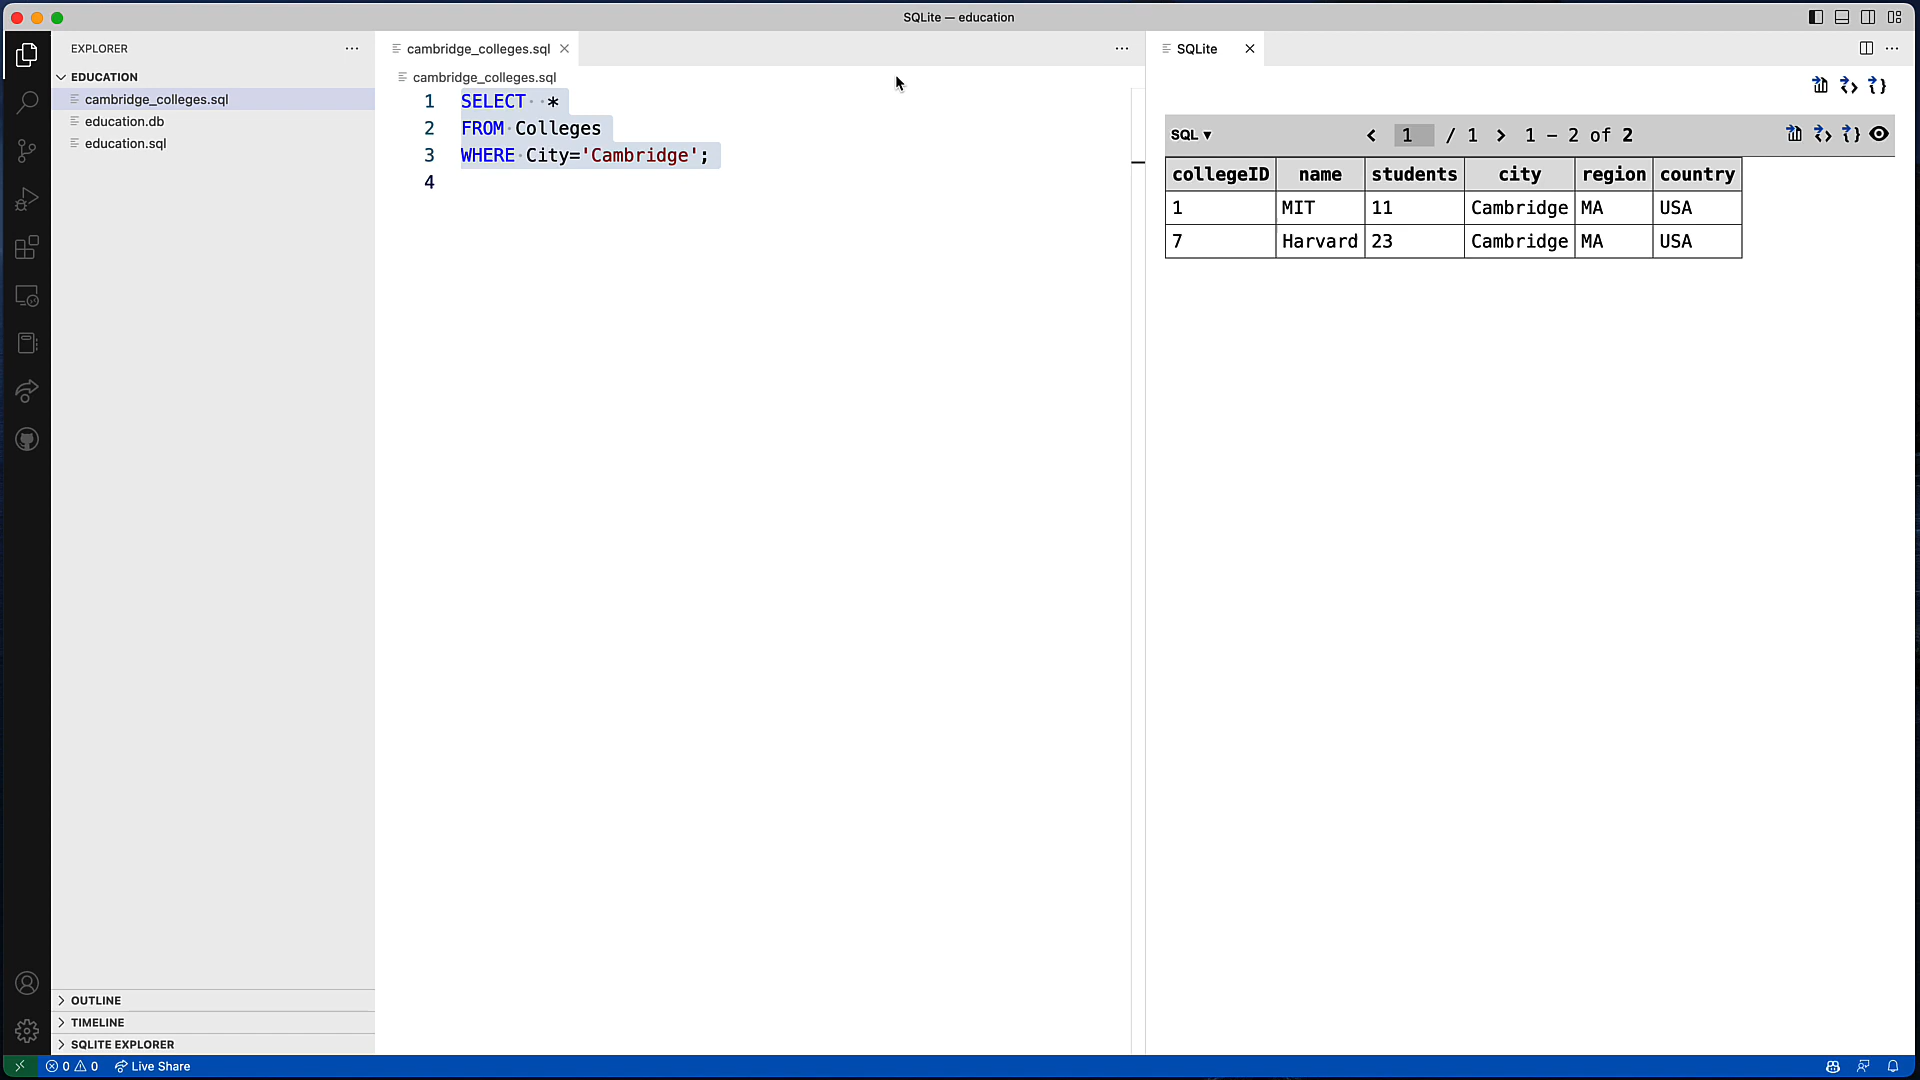 SQLite — education
EXPLORER
EDUCATION
cambridge_colleges.sql
education.db
education.sql
OUTLINE
TIMELINE
SQLITE EXPLORER
cambridge_colleges.sql
cambridge_colleges.sql
1 SELECT  *
2 FROM Colleges
3 WHERE City='Cambridge';
4
SQLite
SQL ▼ < 1 / 1 > 1 – 2 of 2
collegeID name students city region country
1 MIT 11 Cambridge MA USA
7 Harvard 23 Cambridge MA USA
0 0 Live Share